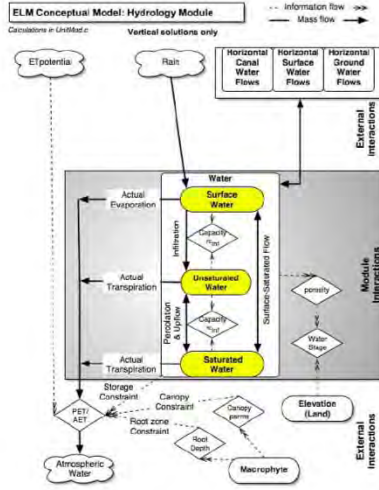 ELM Conceptual Model: Hydrology Module
Information flow
Mass flow
Calculations in UnitMod.c
Vertical solutions only
ETpotential
Rain
Horizontal
Canal
Water
Flows
Horizontal
Surface
Water
Flows
Horizontal
Ground
Water
Flows
External
Interactions
Water
Actual
Evaporation
Surface
Water
Infiltration
Capacity
Surface-Saturated Flow
Actual
Transpiration
Unsaturated
Water
porosity
Module
Interactions
Percolation
& Upflow
Capacity
Water
Stage
Actual
Transpiration
Saturated
Water
Storage
Constraint
Canopy
Constraint
Canopy
parms
Elevation
(Land)
PET/
AET
Root zone
Constraint
Root
Depth
External
Interactions
Atmospheric
Water
Macrophyte